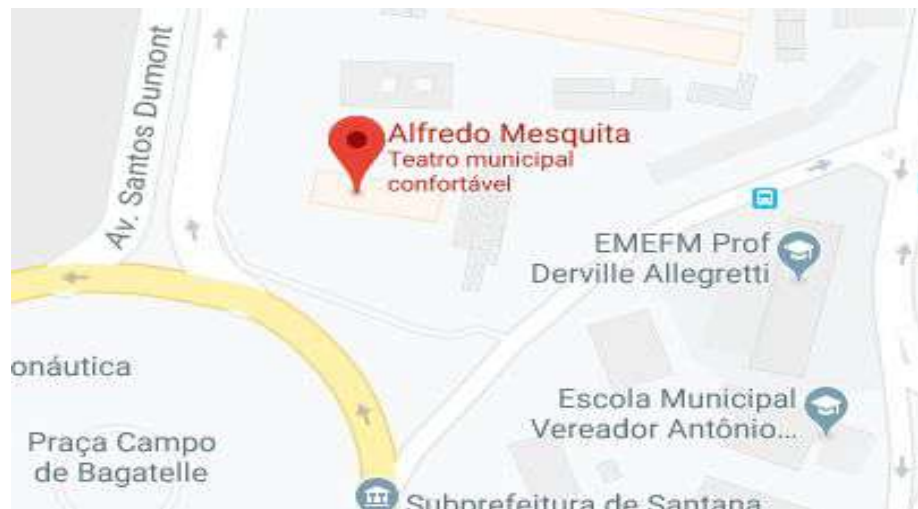 Av. Santos Dumont
Alfredo Mesquita
Teatro municipal
confortável
EMEFM Prof
Derville Allegretti
onáutica
Escola Municipal
Vereador Antônio...
Praça Campo
de Bagatelle
Subprefeitura de Santana